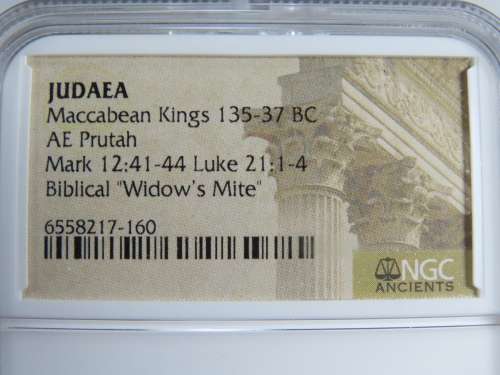 JUDAEA
Maccabean Kings 135-37 BC
AE Prutah
Mark 12:41-44 Luke 21:1-4
Biblical "Widow's Mite"
6558217-160
NGC
ANCIENTS